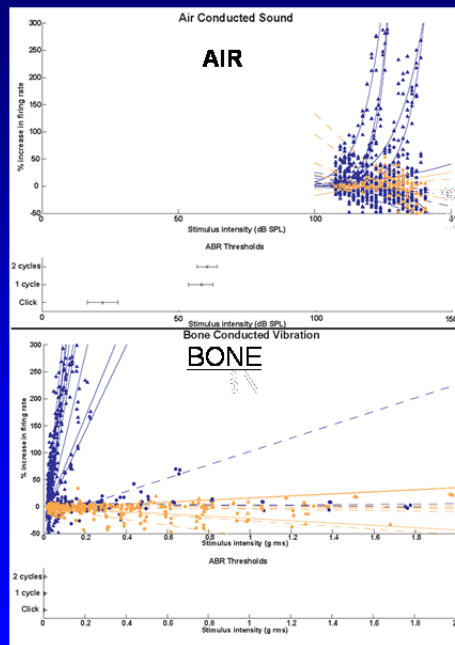 Air Conducted Sound
AIR
300
250
200
150
100
50
0
-50
% increase in firing rate
0 50 100
Stimulus intensity (dB SPL)
ABR Thresholds
2 cycles
1 cycle
Click
0 50 100 150
Stimulus intensity (dB SPL)
Bone Conducted Vibration
BONE
300
250
200
150
100
50
0
-50
% increase in firing rate
0 0.2 0.4 0.6 0.8 1 1.2 1.4 1.6 1.8 2
Stimulus intensity (g rms)
ABR Thresholds
2 cycles
1 cycle
Click
0 0.2 0.4 0.6 0.8 1 1.2 1.4 1.6 1.8 2
Stimulus intensity (g rms)